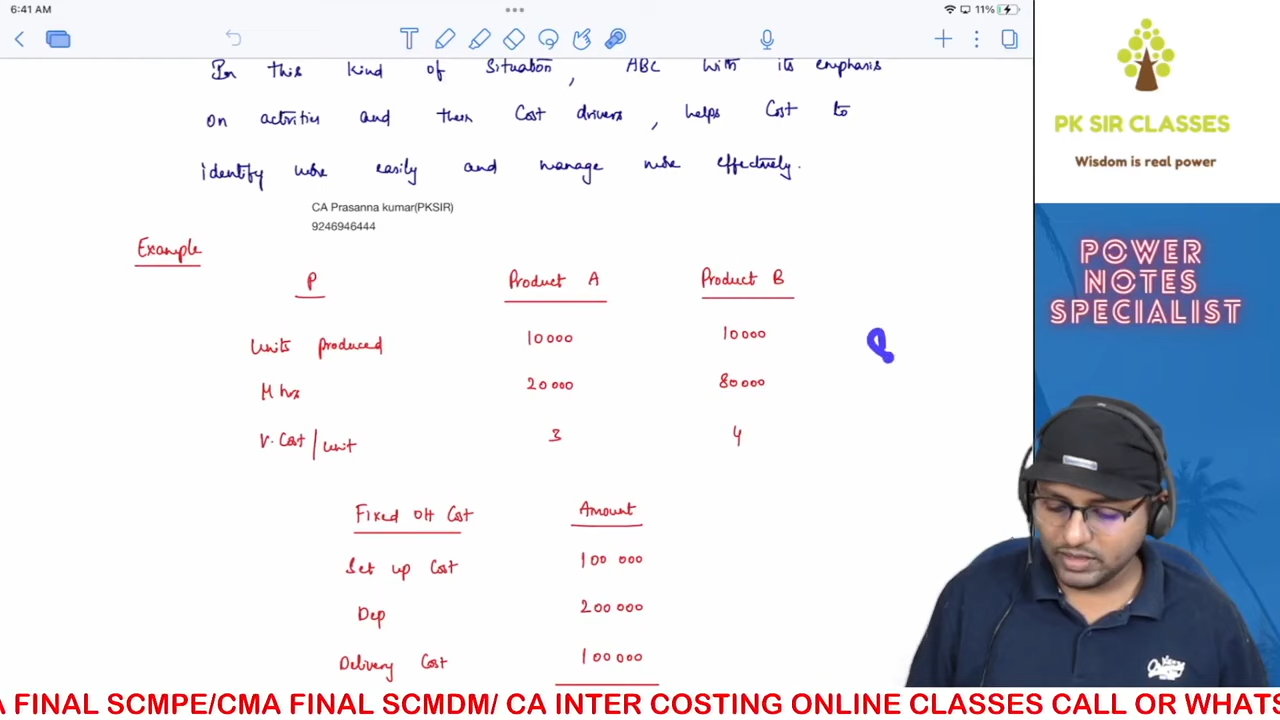 6:41 AM
11%
In this kind of Situation, ABC with its emphasis
on activities and then Cost drivers, helps Cost to
identify more easily and manage more effectively.
CA Prasanna kumar(PKSIR)
9246946444
Example
P Product A Product B
Units produced 10000 10000
M hrs 20000 80000
V. Cost/unit 3 4
Fixed OH Cost Amount
Set up Cost 100 000
Dep 200 000
Delivery Cost 100 000
PK SIR CLASSES
Wisdom is real power
POWER
NOTES
SPECIALIST
A FINAL SCMPE/CMA FINAL SCMDM/ CA INTER COSTING ONLINE CLASSES CALL OR WHATS